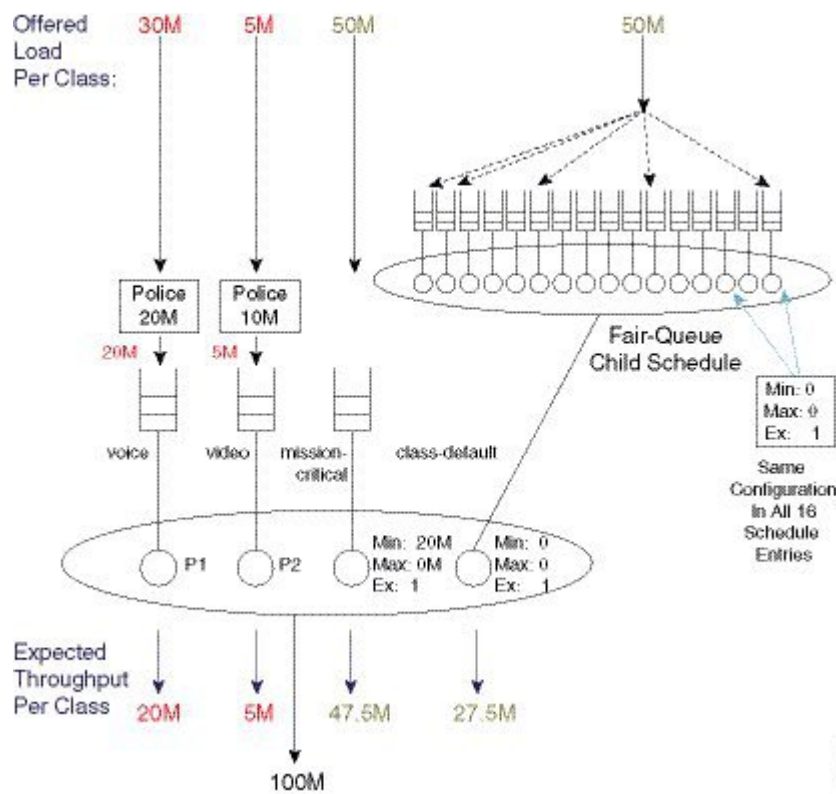 Offered
Load
Per Class:
30M
5M
50M
50M
Police
20M
Police
10M
20M
5M
Fair-Queue
Child Schedule
Min: 0
Max: 0
Ex: 1
Same
Configuration
In All 16
Schedule
Entries
voice
video
mission-
critical
class-default
P1
P2
Min: 20M
Max: 0M
Ex: 1
Min: 0
Max: 0
Ex: 1
Expected
Throughput
Per Class
20M
5M
47.5M
27.5M
100M